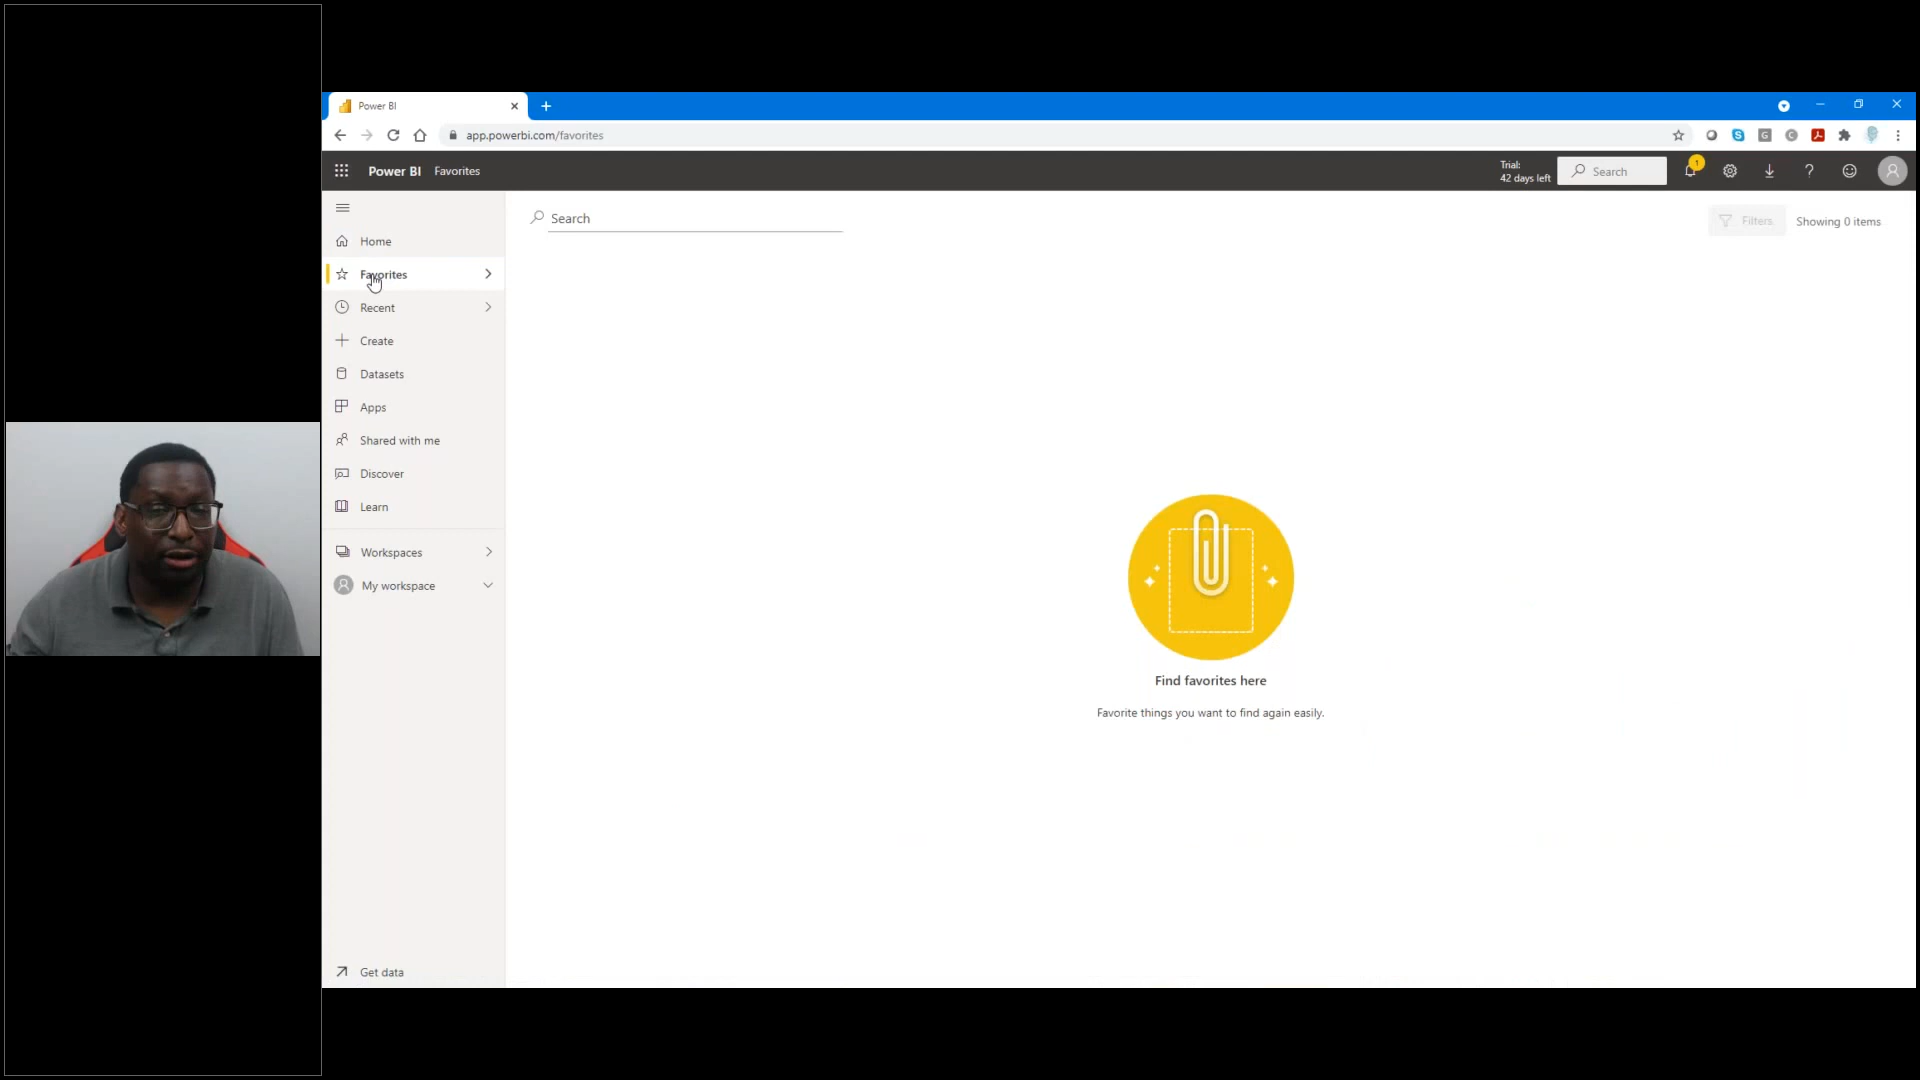 Power BI
app.powerbi.com/favorites
Power BI Favorites
Trial:
42 days left
Search
1
Home
Favorites
Recent
Create
Datasets
Apps
Shared with me
Discover
Learn
Workspaces
My workspace
Get data
Search
Filters
Showing 0 items
Find favorites here
Favorite things you want to find again easily.